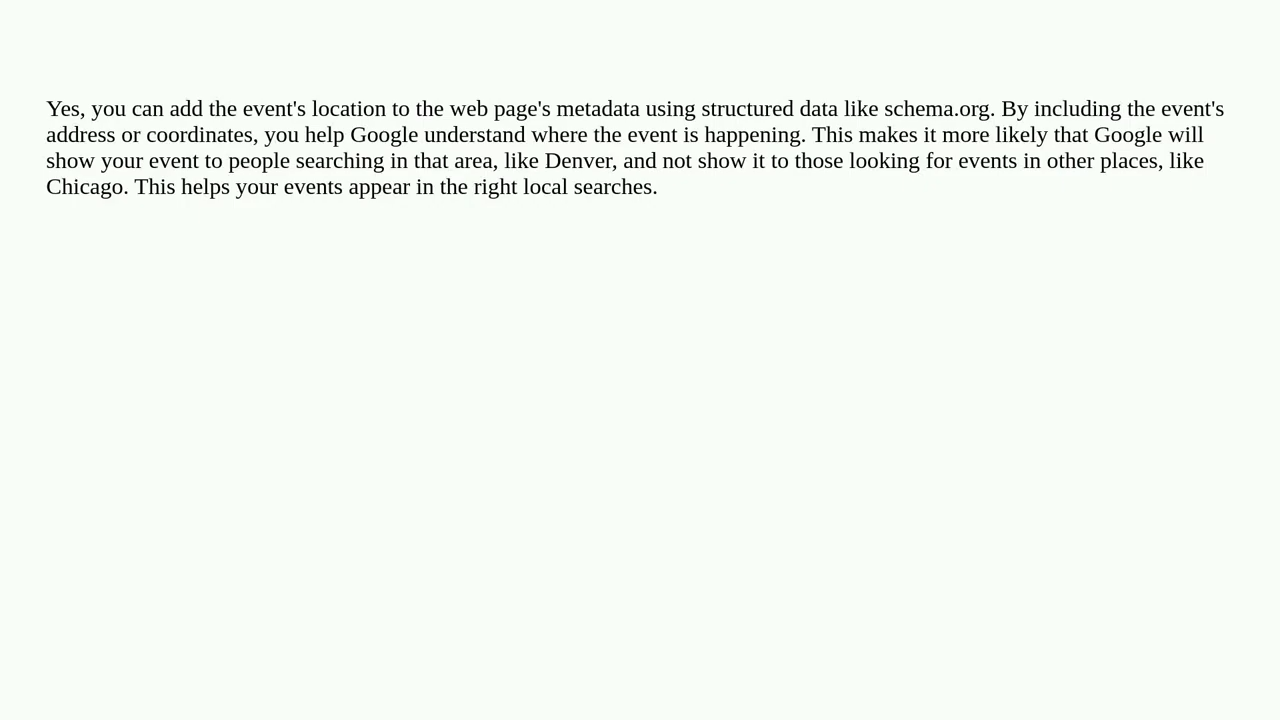 Yes, you can add the event's location to the web page's metadata using structured data like schema.org. By including the event's
address or coordinates, you help Google understand where the event is happening. This makes it more likely that Google will
show your event to people searching in that area, like Denver, and not show it to those looking for events in other places, like
Chicago. This helps your events appear in the right local searches.